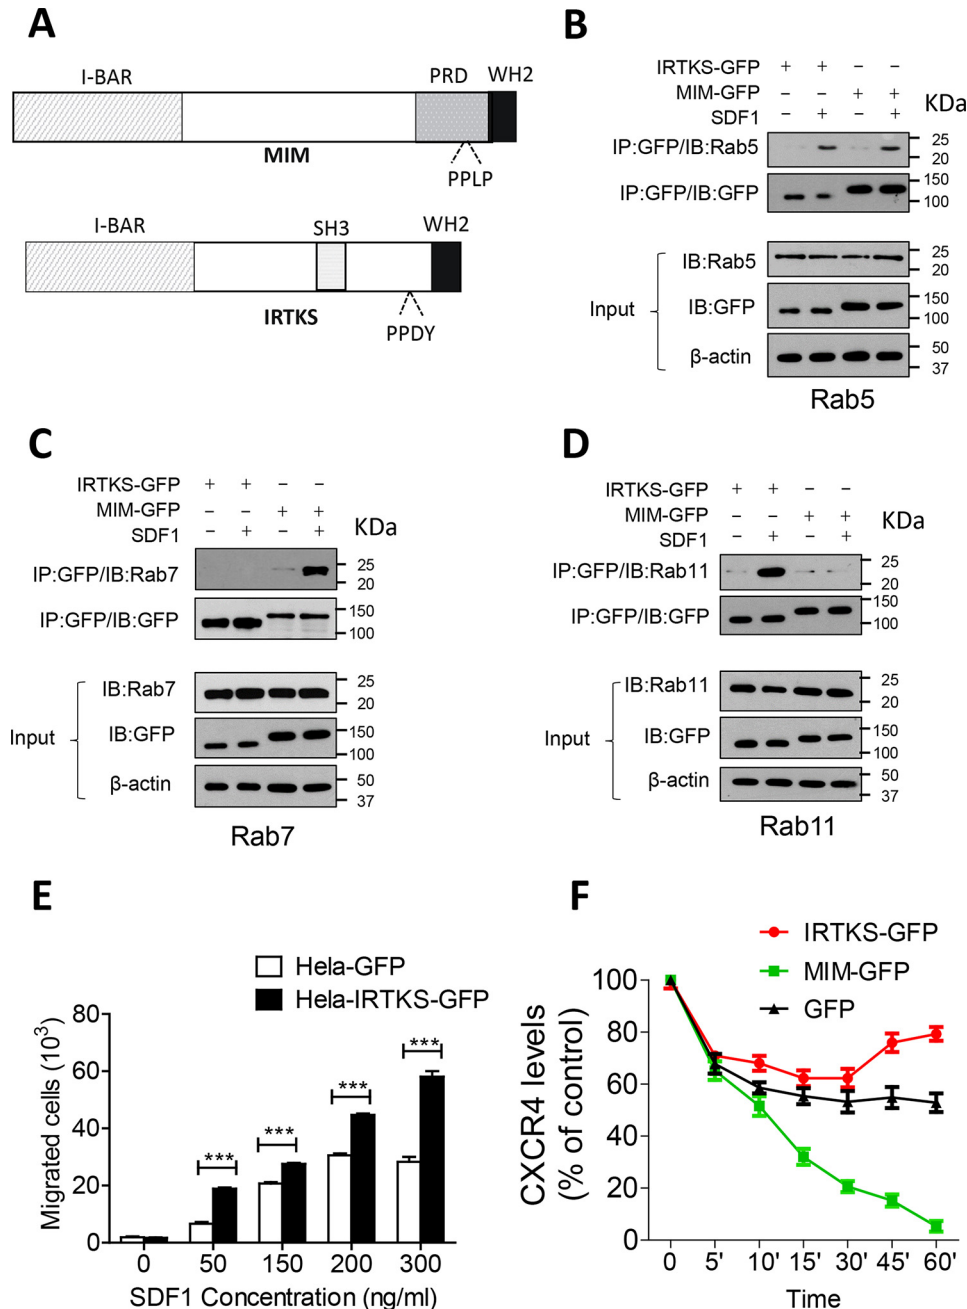 A
I-BAR PRD WH2
MIM
PPLP
I-BAR SH3 WH2
IRTKS
PPDY
B
IRTKS-GFP + + – –
MIM-GFP – – + +
SDF1 – + – +
KDa
IP:GFP/IB:Rab5 25 20
IP:GFP/IB:GFP 150 100
Input
IB:Rab5 25 20
IB:GFP 150 100
β-actin 50 37
Rab5
C
IRTKS-GFP + + – –
MIM-GFP – – + +
SDF1 – + – +
KDa
IP:GFP/IB:Rab7 25 20
IP:GFP/IB:GFP 150 100
Input
IB:Rab7 25 20
IB:GFP 150 100
β-actin 50 37
Rab7
D
IRTKS-GFP + + – –
MIM-GFP – – + +
SDF1 – + – +
KDa
IP:GFP/IB:Rab11 25 20
IP:GFP/IB:GFP 150 100
Input
IB:Rab11 25 20
IB:GFP 150 100
β-actin 50 37
Rab11
E
Hela-GFP
Hela-IRTKS-GFP
Migrated cells (10³)
80
60
40
20
0
*** *** *** ***
0 50 150 200 300
SDF1 Concentration (ng/ml)
F
IRTKS-GFP
MIM-GFP
GFP
CXCR4 levels
(% of control)
100
80
60
40
20
0
0 5' 10' 15' 30' 45' 60'
Time